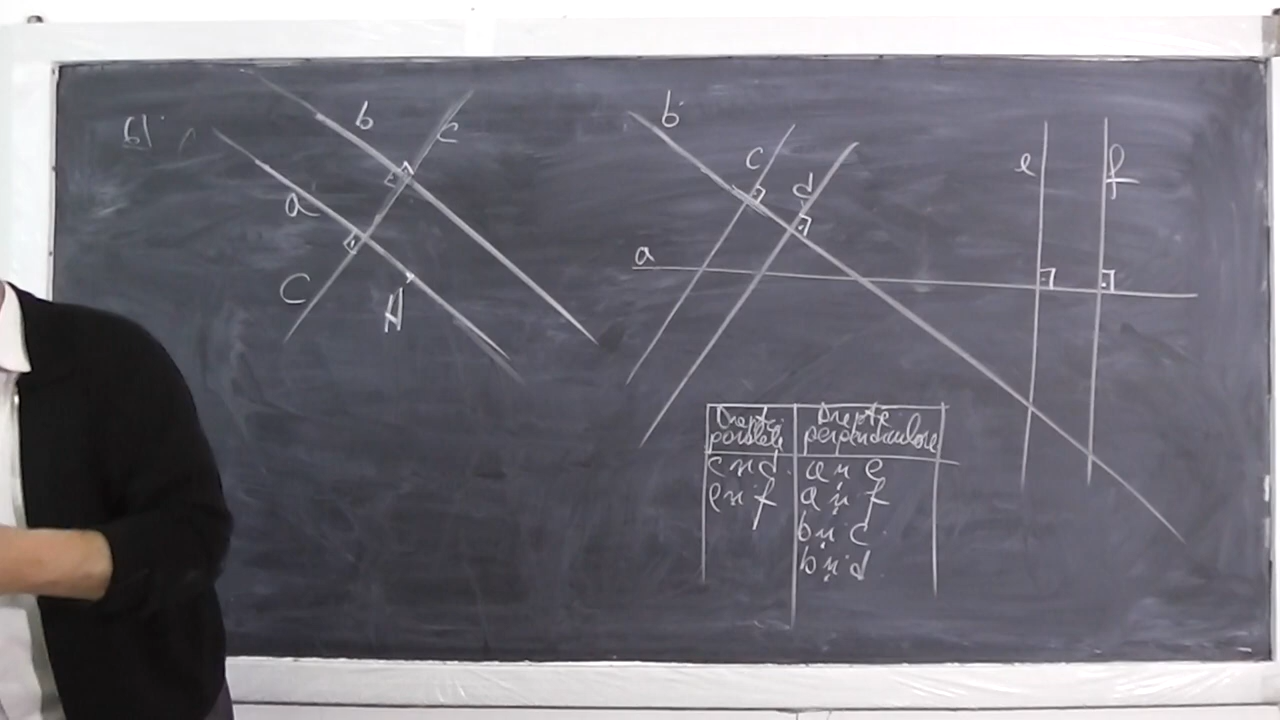 б)
b
c
a
C
A
b
c
d
a
e
f
Drepte paralele
Drepte perpendiculare
c и d
a и e
e и f
a и f
b и c
b и d